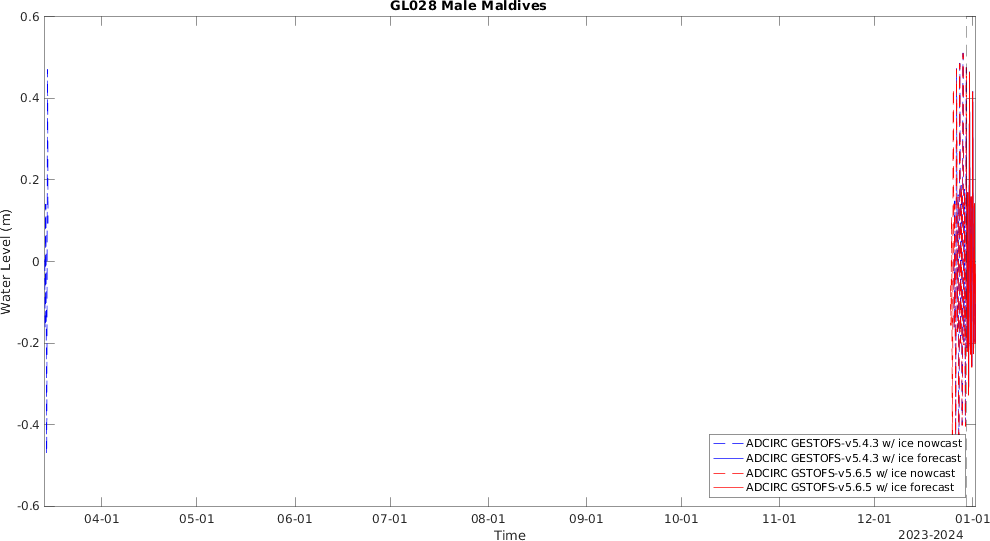 GL028 Male Maldives
0.6
0.4
0.2
0
-0.2
-0.4
-0.6
Water Level (m)
ADCIRC GESTOFS-v5.4.3 w/ ice nowcast
ADCIRC GESTOFS-v5.4.3 w/ ice forecast
ADCIRC GSTOFS-v5.6.5 w/ ice nowcast
ADCIRC GSTOFS-v5.6.5 w/ ice forecast
04-01 05-01 06-01 07-01 08-01 09-01 10-01 11-01 12-01 01-01
Time
2023-2024